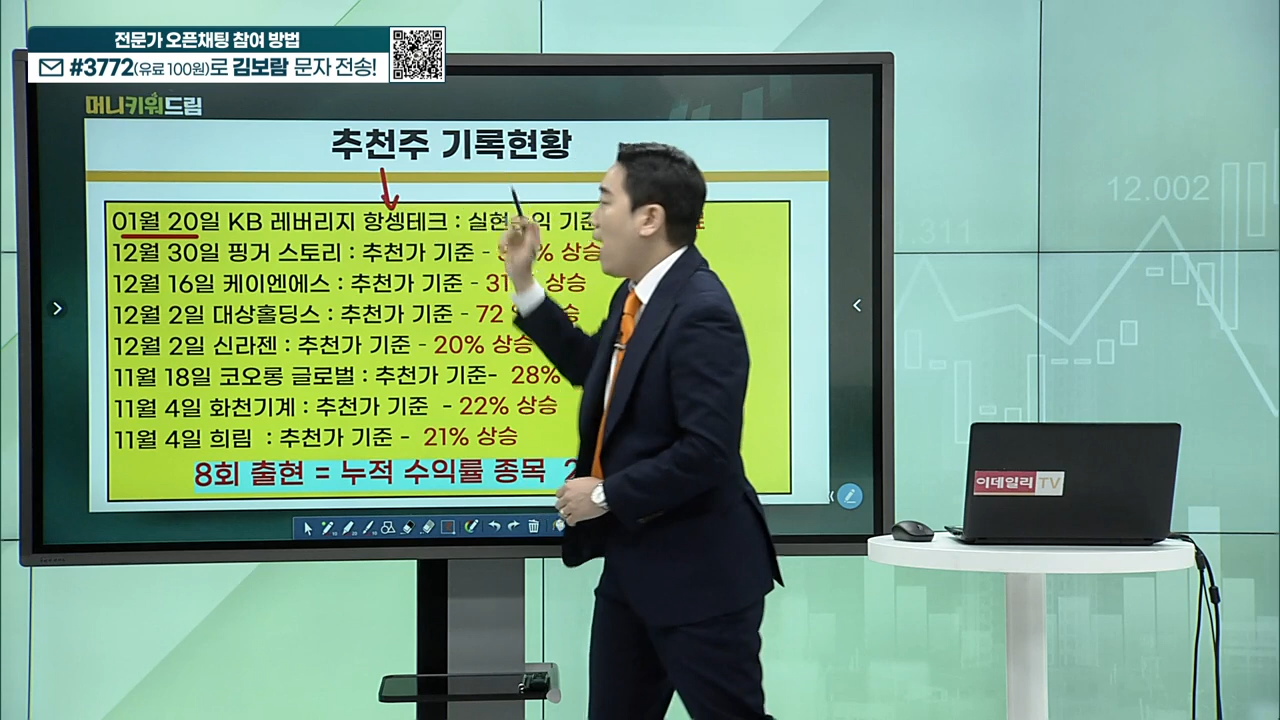 전문가 오픈채팅 참여 방법
#3772(유료 100원)로 김보람 문자 전송!
머니키워드림
추천주 기록현황
12.002
.311
01월 20일 KB 레버리지 항셍테크 : 실현수익 기준
12월 30일 핑거 스토리 : 추천가 기준 - % 상승
12월 16일 케이엔에스 : 추천가 기준 - 31% 상승
12월 2일 대상홀딩스 : 추천가 기준 - 72 % 승
12월 2일 신라젠 : 추천가 기준 - 20% 상승
11월 18일 코오롱 글로벌 : 추천가 기준- 28%
11월 4일 화천기계 : 추천가 기준 - 22% 상승
11월 4일 희림 : 추천가 기준 - 21% 상승
8회 출현 = 누적 수익률 종목
이데일리TV